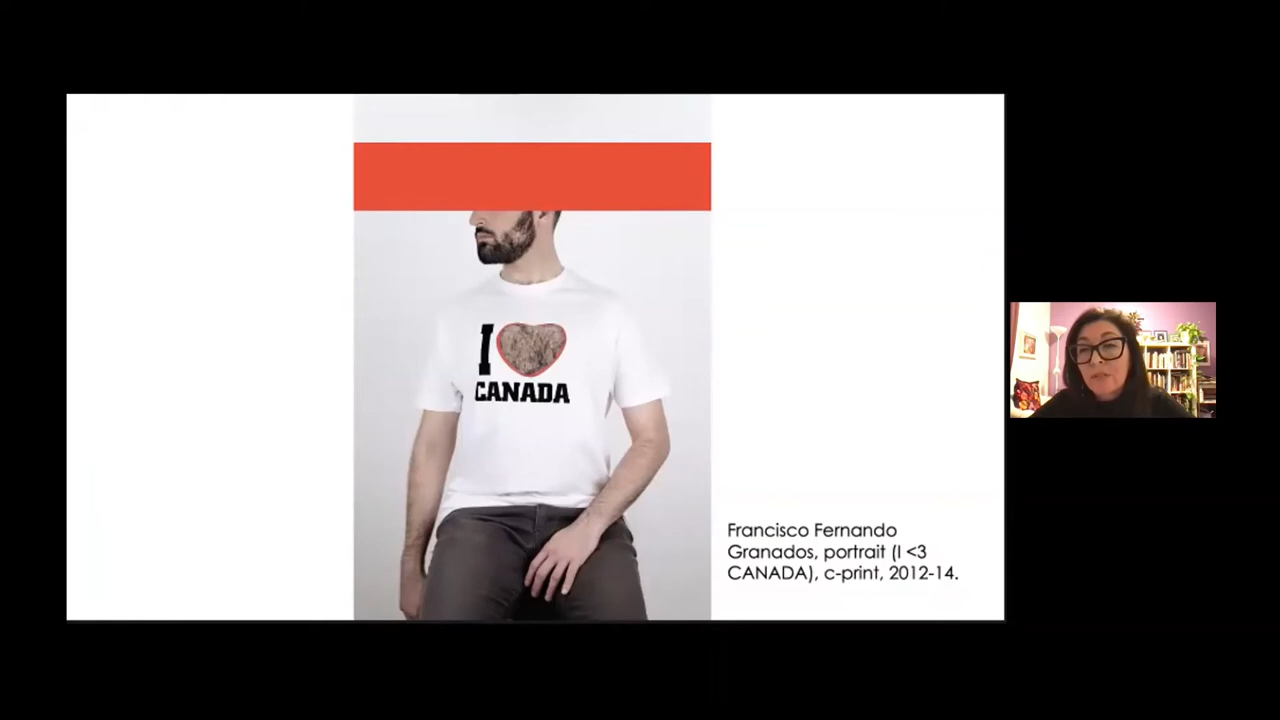 I
CANADA
Francisco Fernando
Granados, portrait (I <3
CANADA), c-print, 2012-14.